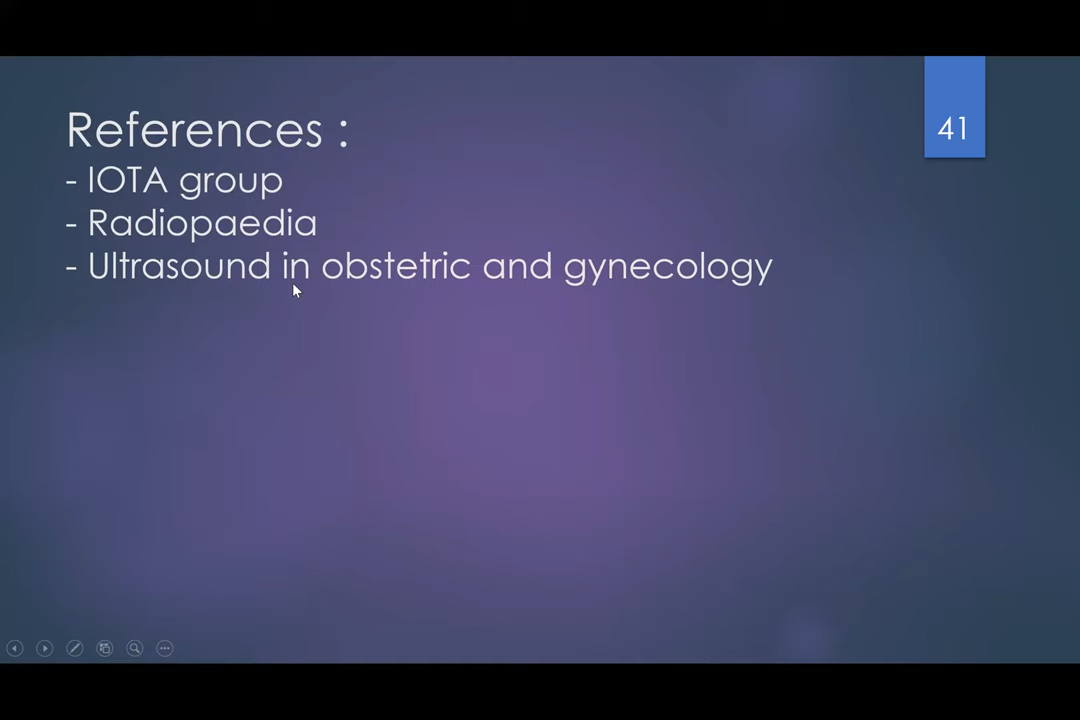 References :
- IOTA group
- Radiopaedia
- Ultrasound in obstetric and gynecology
41